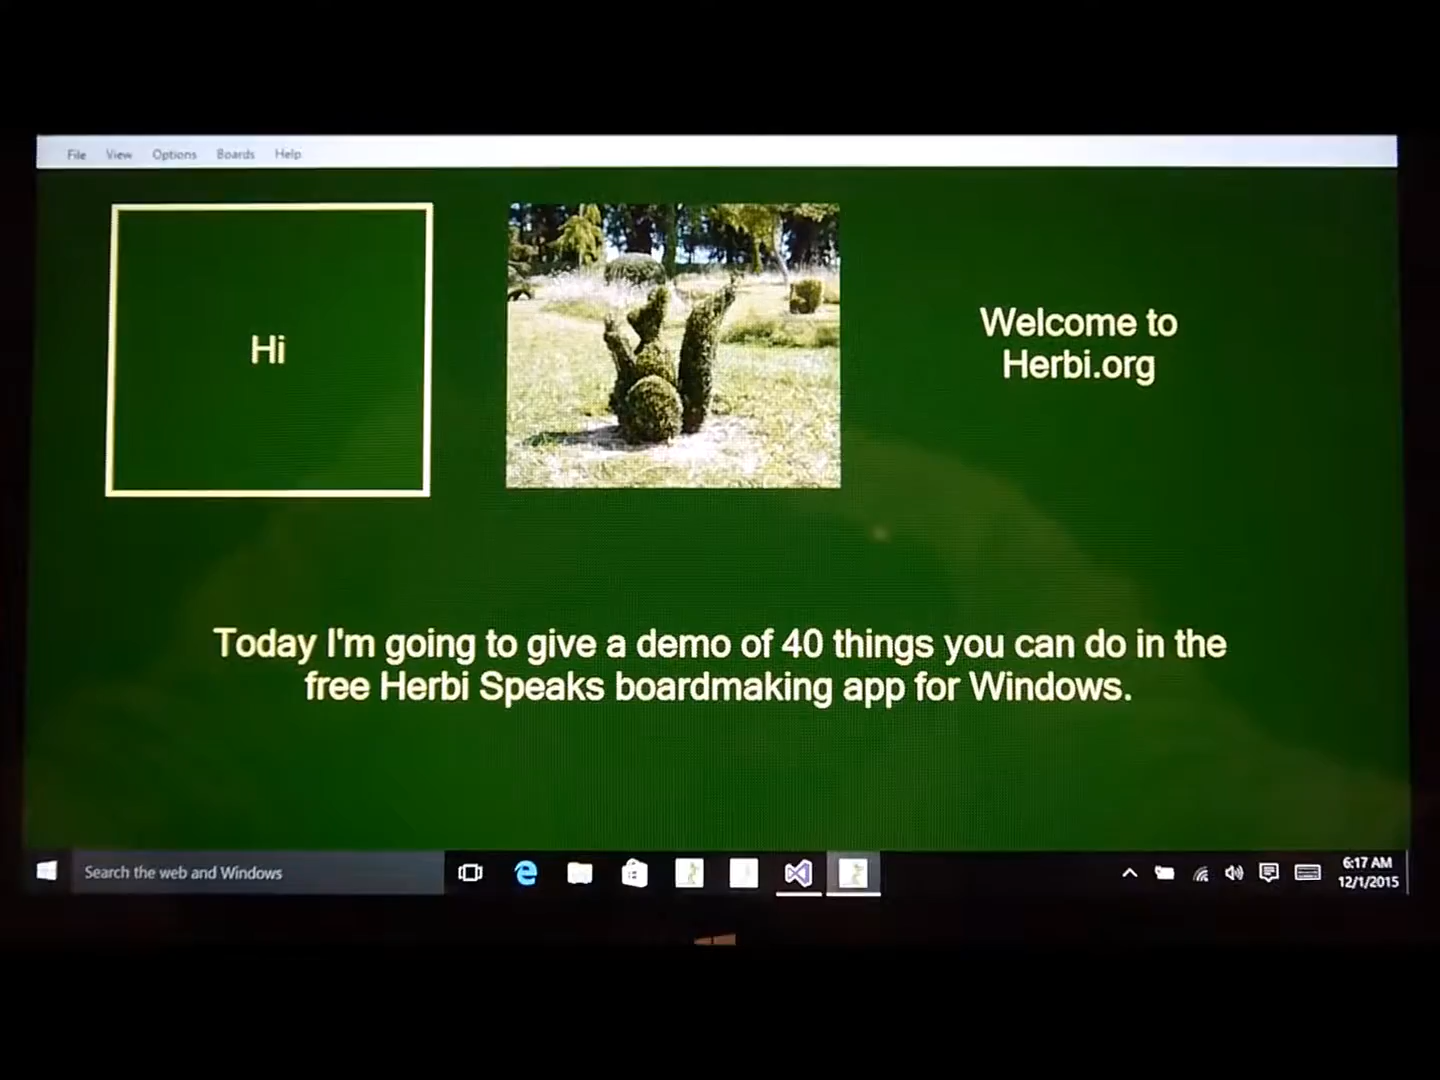 File View Options Boards Help
Hi
Welcome to
Herbi.org
Today I'm going to give a demo of 40 things you can do in the
free Herbi Speaks boardmaking app for Windows.
Search the web and Windows
6:17 AM
12/1/2015